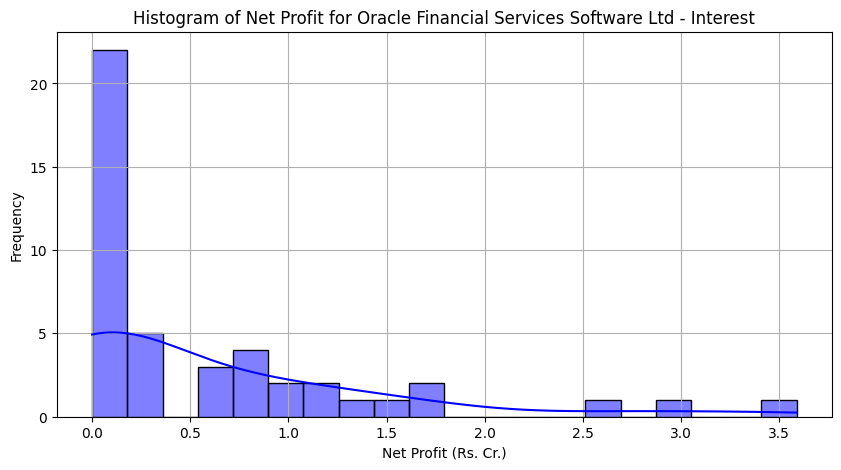 Histogram of Net Profit for Oracle Financial Services Software Ltd - Interest
Frequency
20
15
10
5
0
0.0 0.5 1.0 1.5 2.0 2.5 3.0 3.5
Net Profit (Rs. Cr.)